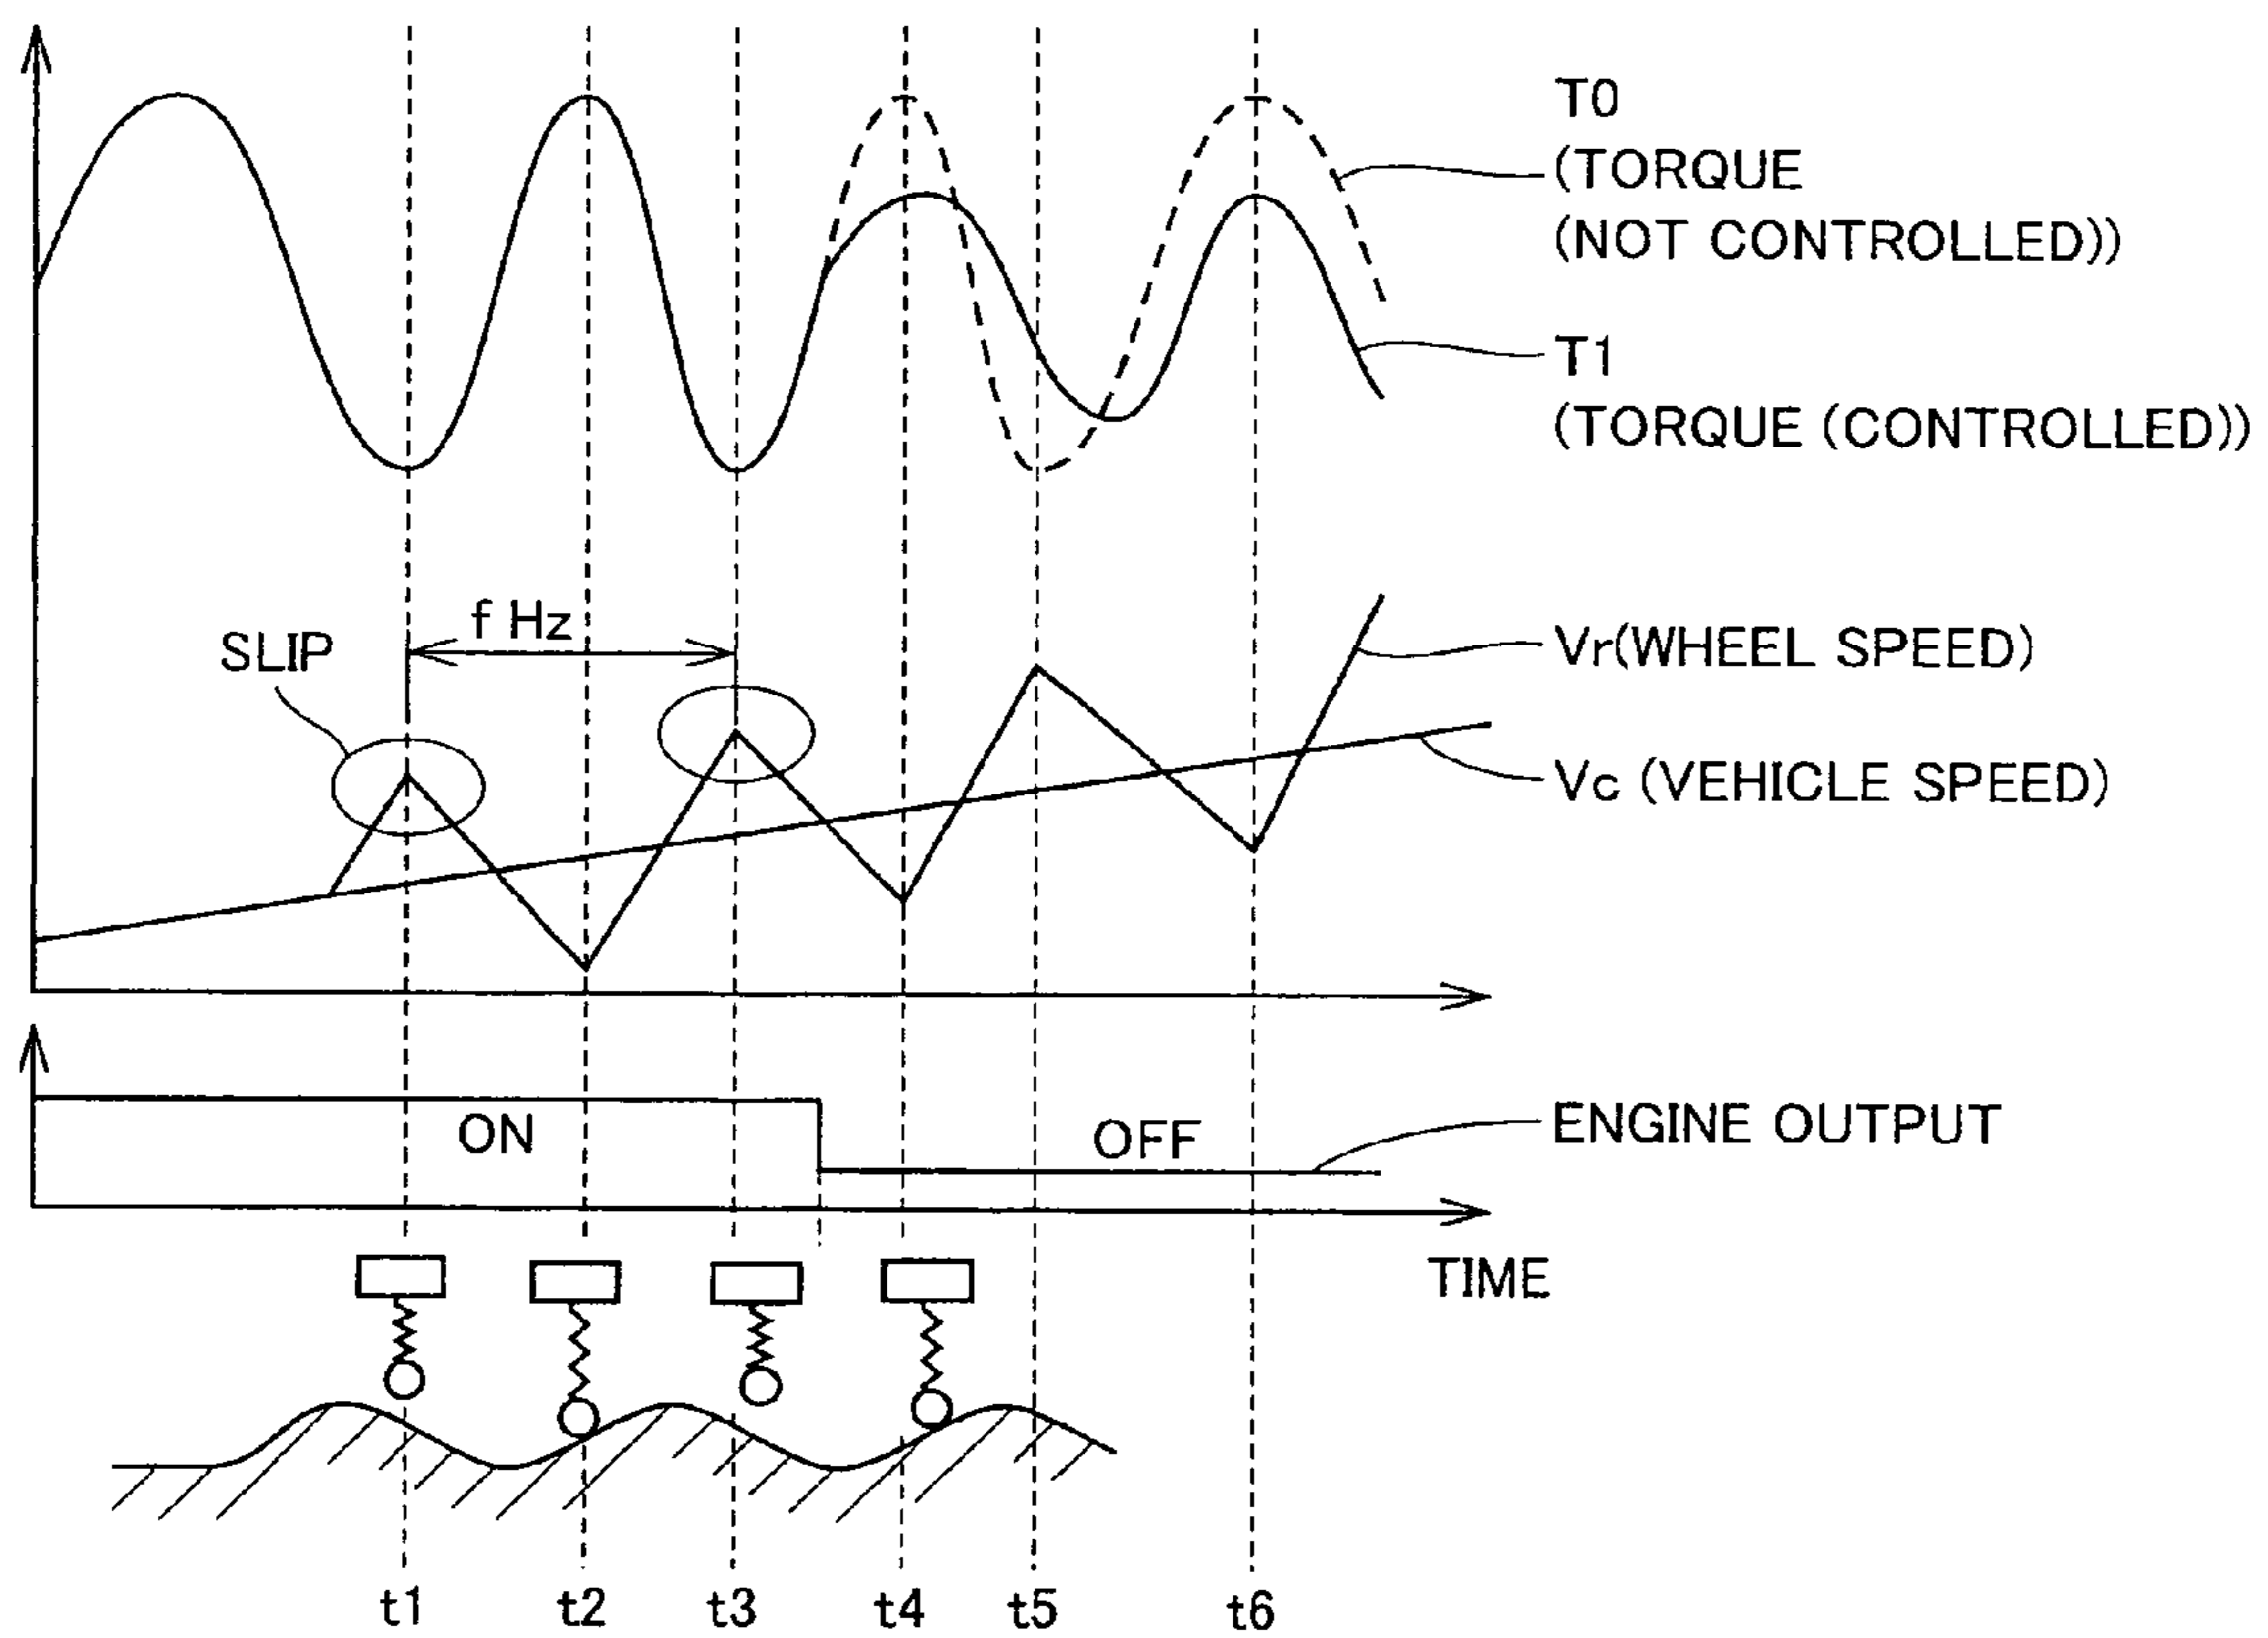 T0
(TORQUE
(NOT CONTROLLED))
T1
(TORQUE (CONTROLLED))
f Hz
SLIP
Vr(WHEEL SPEED)
Vc (VEHICLE SPEED)
ON
OFF
ENGINE OUTPUT
TIME
t1 t2 t3 t4 t5 t6